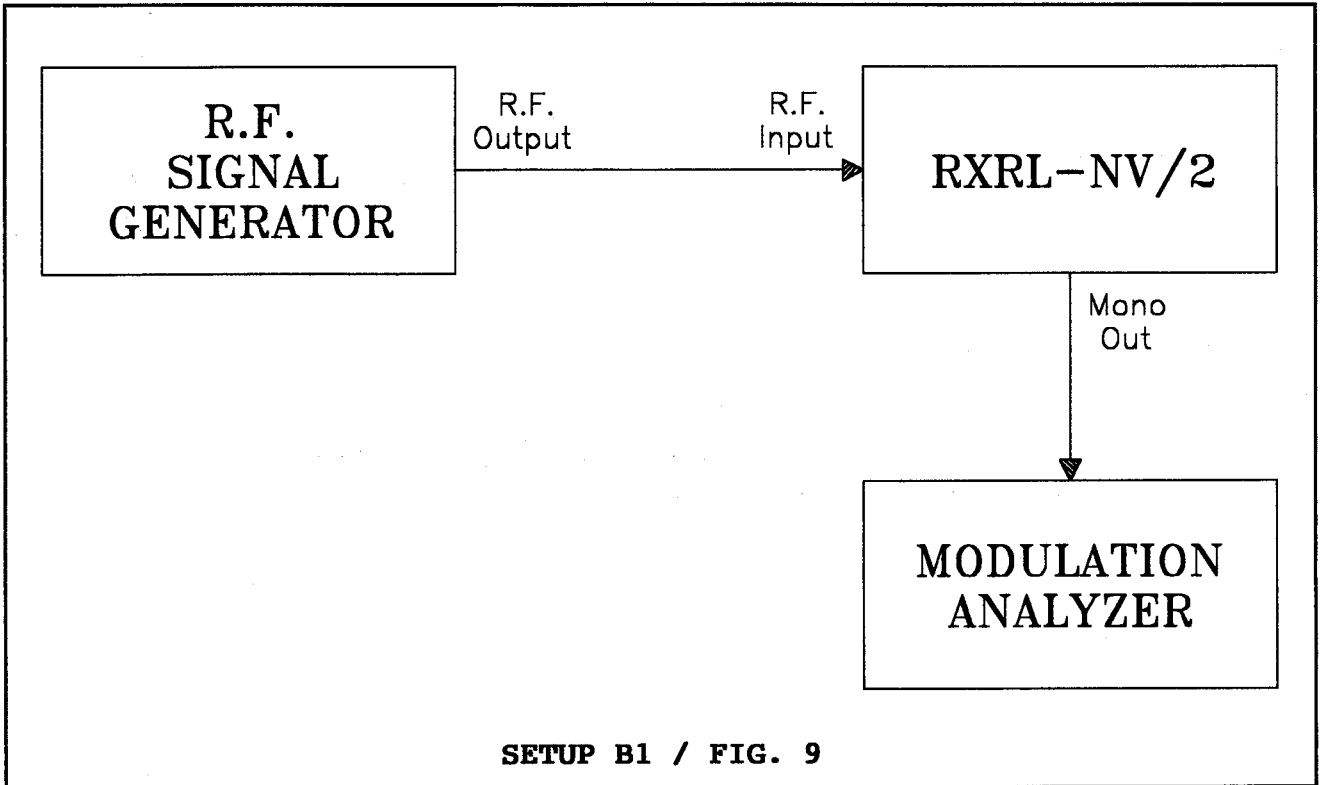 R.F.
SIGNAL
GENERATOR
R.F.
Output
R.F.
Input
RXRL-NV/2
Mono
Out
MODULATION
ANALYZER
SETUP B1 / FIG. 9